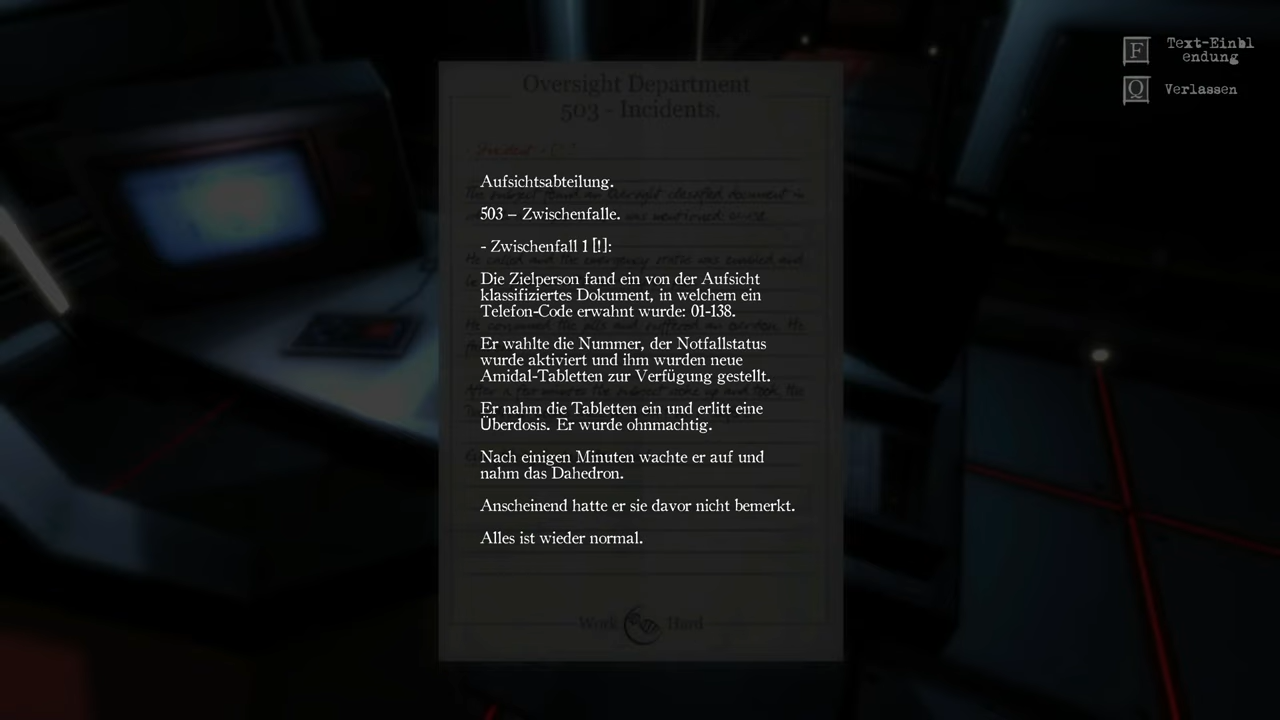 Oversight Department
503 - Incidents.
Aufsichtsabteilung.
503 – Zwischenfalle.
- Zwischenfall 1 [!]:
Die Zielperson fand ein von der Aufsicht
klassifiziertes Dokument, in welchem ein
Telefon-Code erwahnt wurde: 01-138.
Er wahlte die Nummer, der Notfallstatus
wurde aktiviert und ihm wurden neue
Amidal-Tabletten zur Verfügung gestellt.
Er nahm die Tabletten ein und erlitt eine
Überdosis. Er wurde ohnmachtig.
Nach einigen Minuten wachte er auf und
nahm das Dahedron.
Anscheinend hatte er sie davor nicht bemerkt.
Alles ist wieder normal.
Work Hard
F Text-Einbl
endung
Q Verlassen